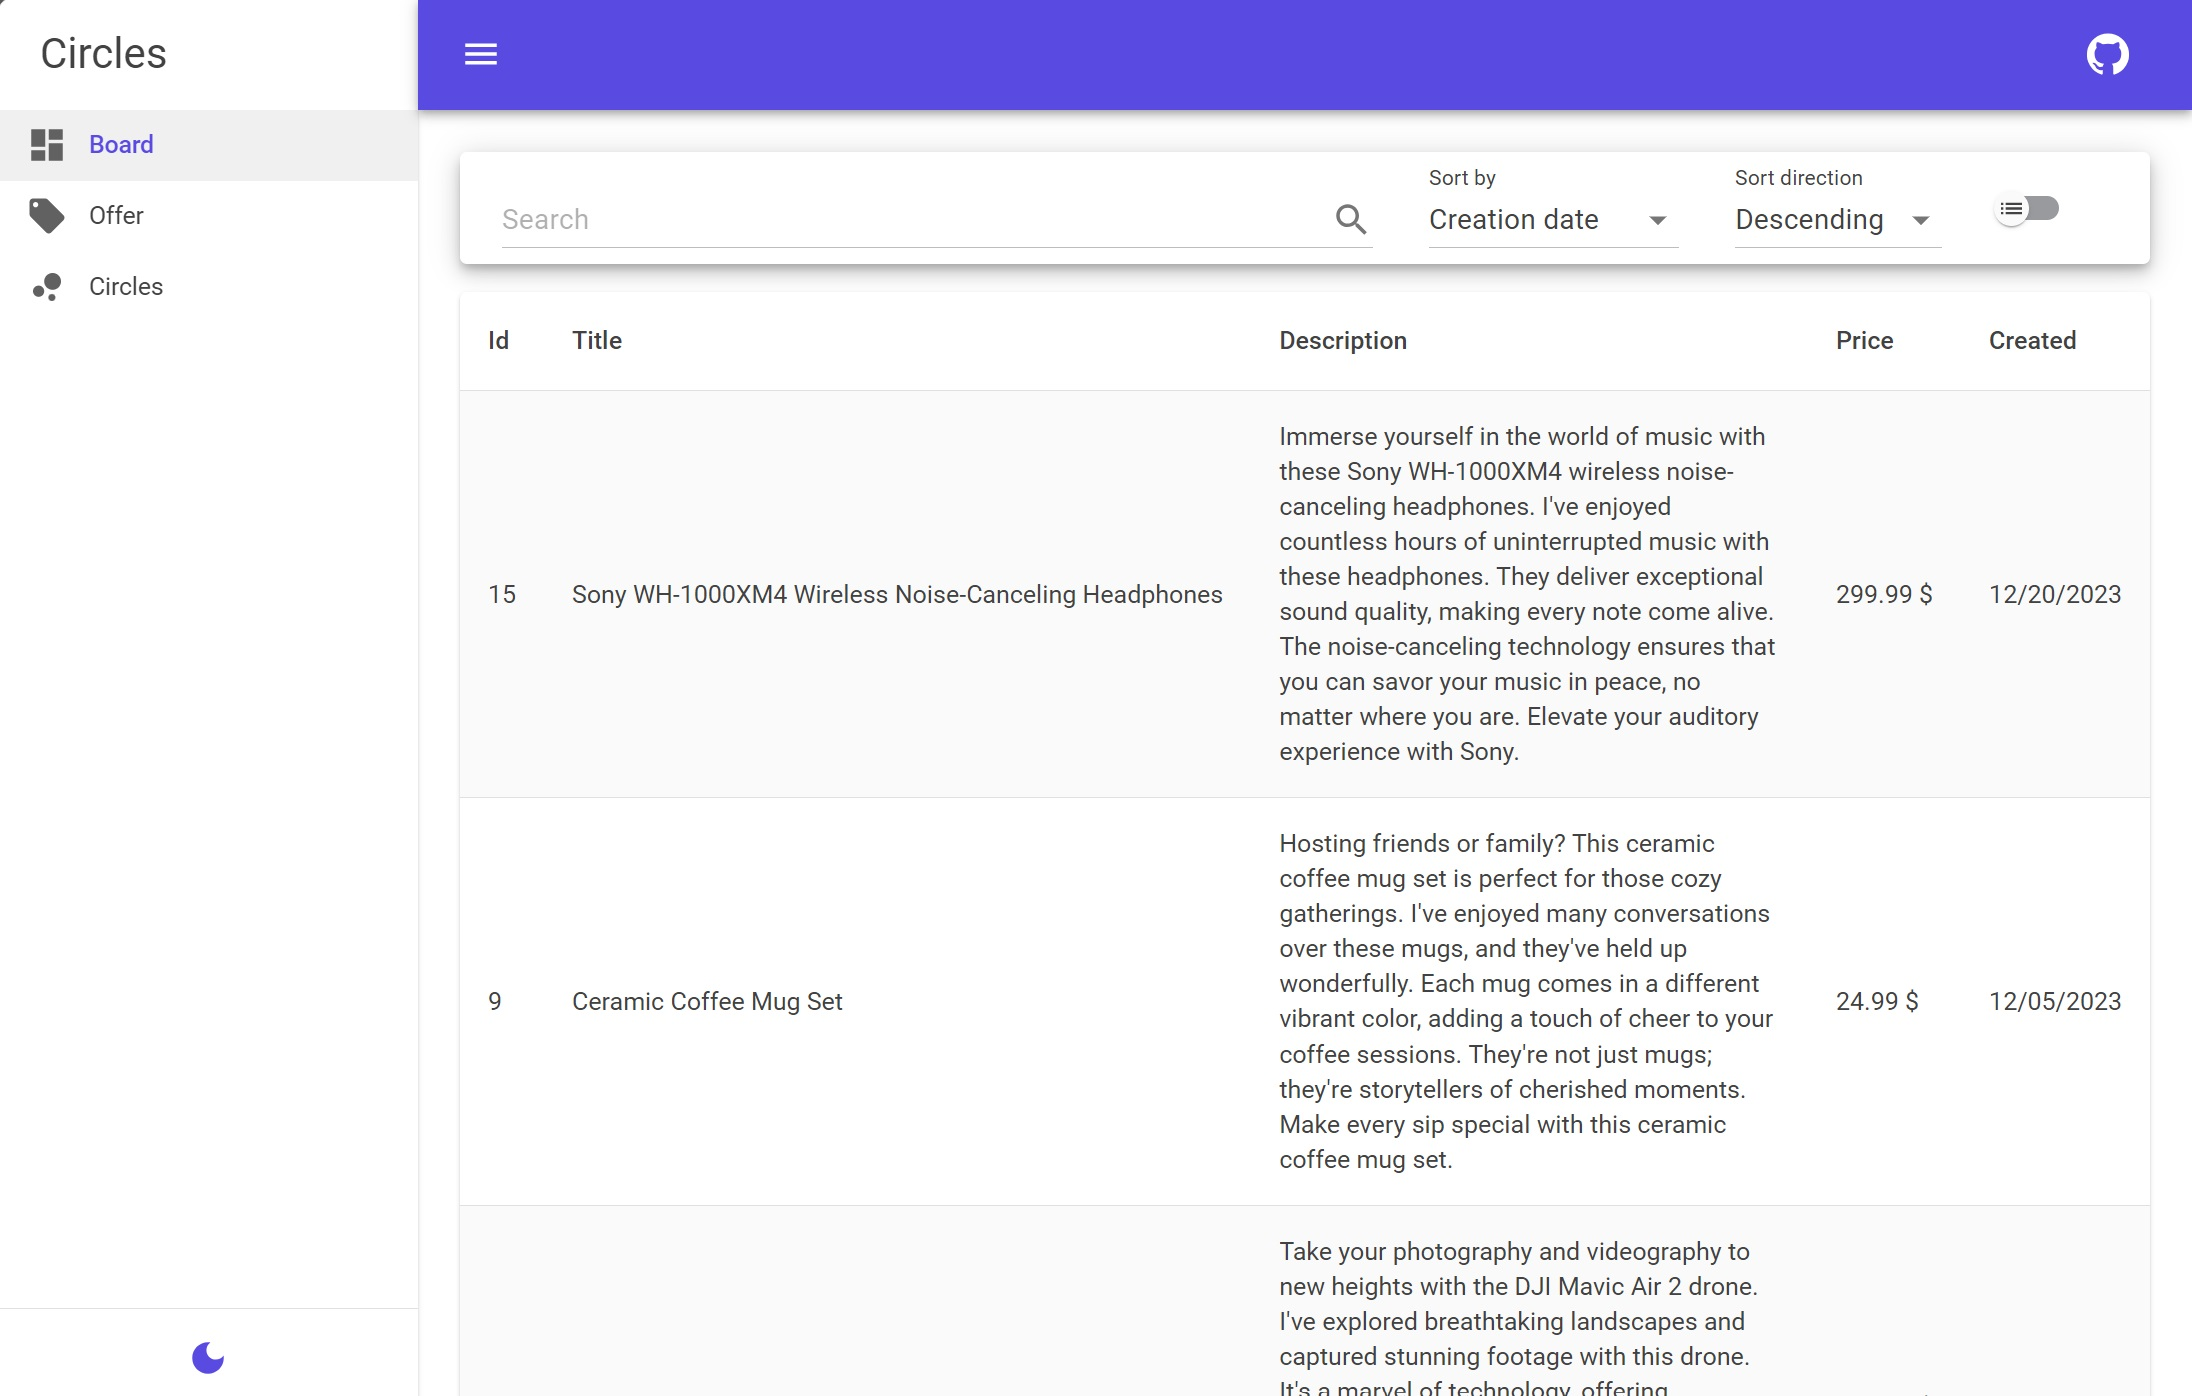 Circles
Board
Offer
Circles
Search
Sort by
Creation date
Sort direction
Descending
Id Title Description Price Created
Immerse yourself in the world of music with
these Sony WH-1000XM4 wireless noise-
canceling headphones. I've enjoyed
countless hours of uninterrupted music with
these headphones. They deliver exceptional
15 Sony WH-1000XM4 Wireless Noise-Canceling Headphones 299.99 $ 12/20/2023
sound quality, making every note come alive.
The noise-canceling technology ensures that
you can savor your music in peace, no
matter where you are. Elevate your auditory
experience with Sony.
Hosting friends or family? This ceramic
coffee mug set is perfect for those cozy
gatherings. I've enjoyed many conversations
over these mugs, and they've held up
wonderfully. Each mug comes in a different
9 Ceramic Coffee Mug Set 24.99 $ 12/05/2023
vibrant color, adding a touch of cheer to your
coffee sessions. They're not just mugs;
they're storytellers of cherished moments.
Make every sip special with this ceramic
coffee mug set.
Take your photography and videography to
new heights with the DJI Mavic Air 2 drone.
I've explored breathtaking landscapes and
captured stunning footage with this drone.
It's a marvel of technology, offering